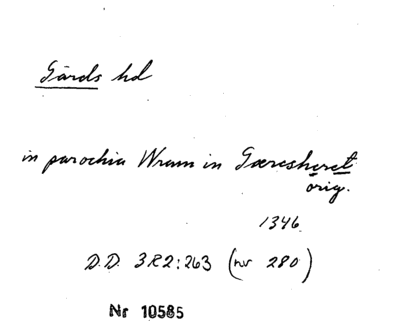 Gärds hd
in parochia Wram in Gæresheret
orig.
1346
D.D. 3R2:263 (nr 280)
Nr 10585